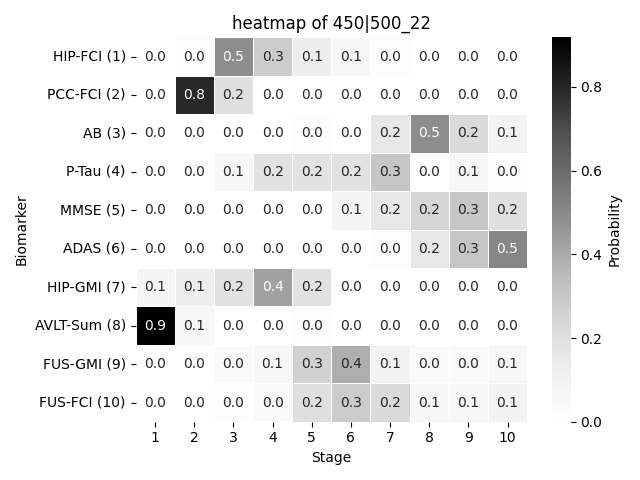 heatmap of 450|500_22
HIP-FCI (1) 0.0 0.0 0.5 0.3 0.1 0.1 0.0 0.0 0.0 0.0
PCC-FCI (2) 0.0 0.8 0.2 0.0 0.0 0.0 0.0 0.0 0.0 0.0
AB (3) 0.0 0.0 0.0 0.0 0.0 0.0 0.2 0.5 0.2 0.1
P-Tau (4) 0.0 0.0 0.1 0.2 0.2 0.2 0.3 0.0 0.1 0.0
MMSE (5) 0.0 0.0 0.0 0.0 0.0 0.1 0.2 0.2 0.3 0.2
ADAS (6) 0.0 0.0 0.0 0.0 0.0 0.0 0.0 0.2 0.3 0.5
HIP-GMI (7) 0.1 0.1 0.2 0.4 0.2 0.0 0.0 0.0 0.0 0.0
AVLT-Sum (8) 0.9 0.1 0.0 0.0 0.0 0.0 0.0 0.0 0.0 0.0
FUS-GMI (9) 0.0 0.0 0.0 0.1 0.3 0.4 0.1 0.0 0.0 0.1
FUS-FCI (10) 0.0 0.0 0.0 0.0 0.2 0.3 0.2 0.1 0.1 0.1
1 2 3 4 5 6 7 8 9 10
Stage
Biomarker
0.8
0.6
0.4
0.2
0.0
Probability